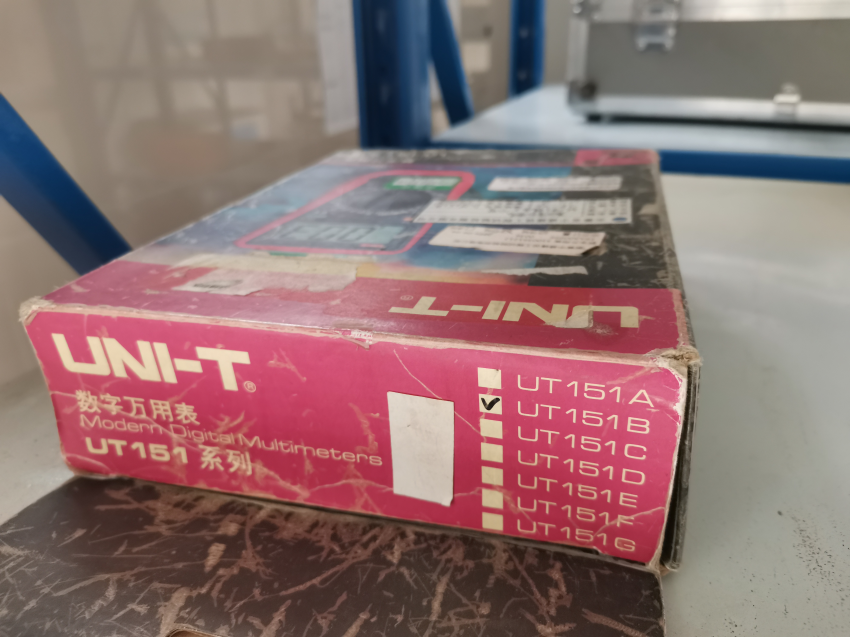 UNI-T
UNI-T®
数字万用表
Modern Digital Multimeters
UT151 系列
UT151A
UT151B
UT151C
UT151D
UT151E
UT151F
UT151G